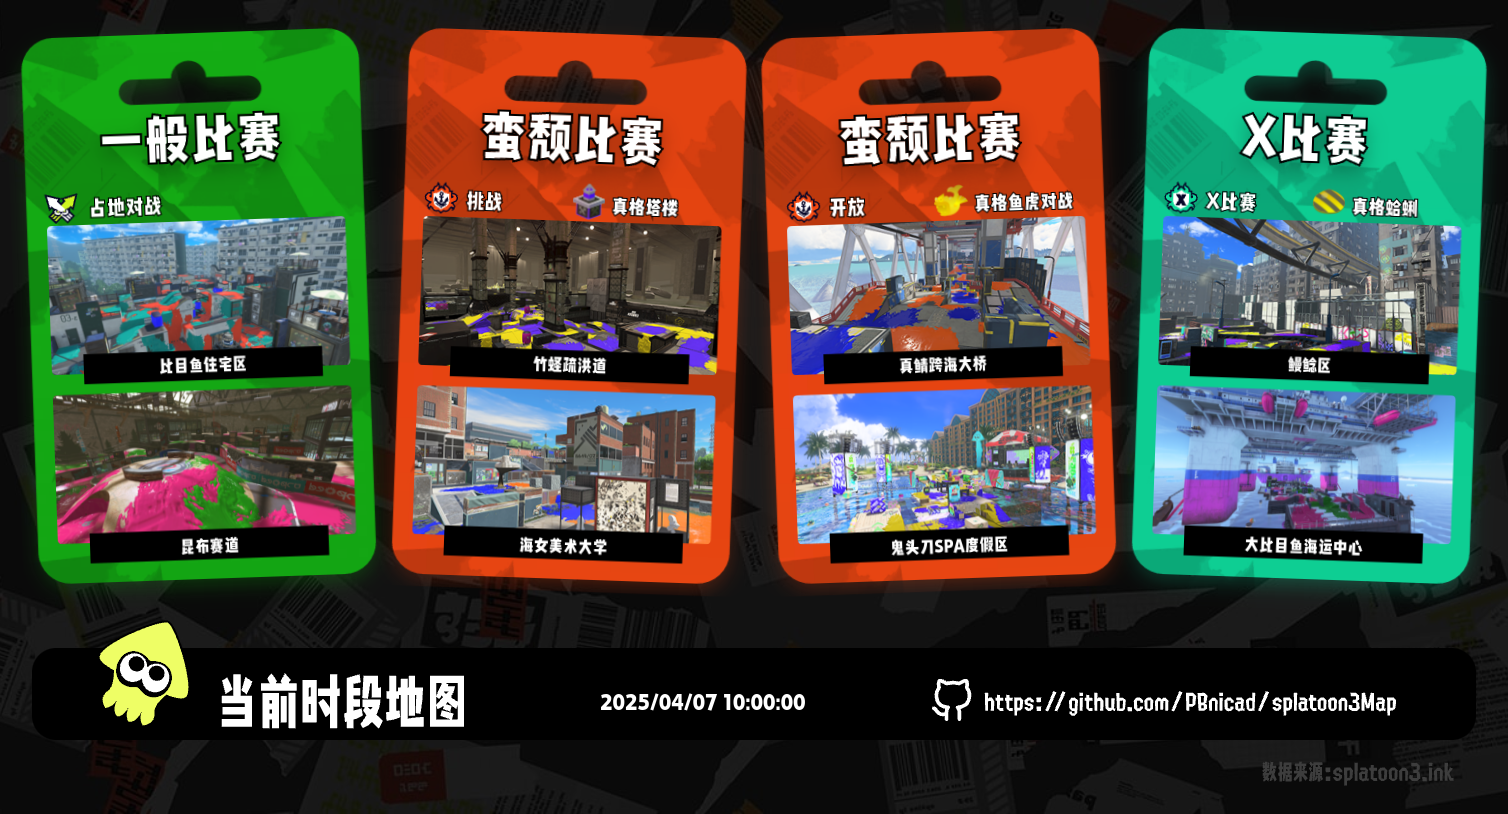 一般比赛
占地对战
比目鱼住宅区
昆布赛道
蛮颓比赛
挑战
真格塔楼
竹蛏疏洪道
海女美术大学
蛮颓比赛
开放
真格鱼虎对战
真鲭跨海大桥
鬼头刀SPA度假区
X比赛
X比赛
真格蛤蜊
鳗鲶区
大比目鱼海运中心
当前时段地图
2025/04/07 10:00:00
https://github.com/PBnicad/splatoon3Map
数据来源:splatoon3.ink